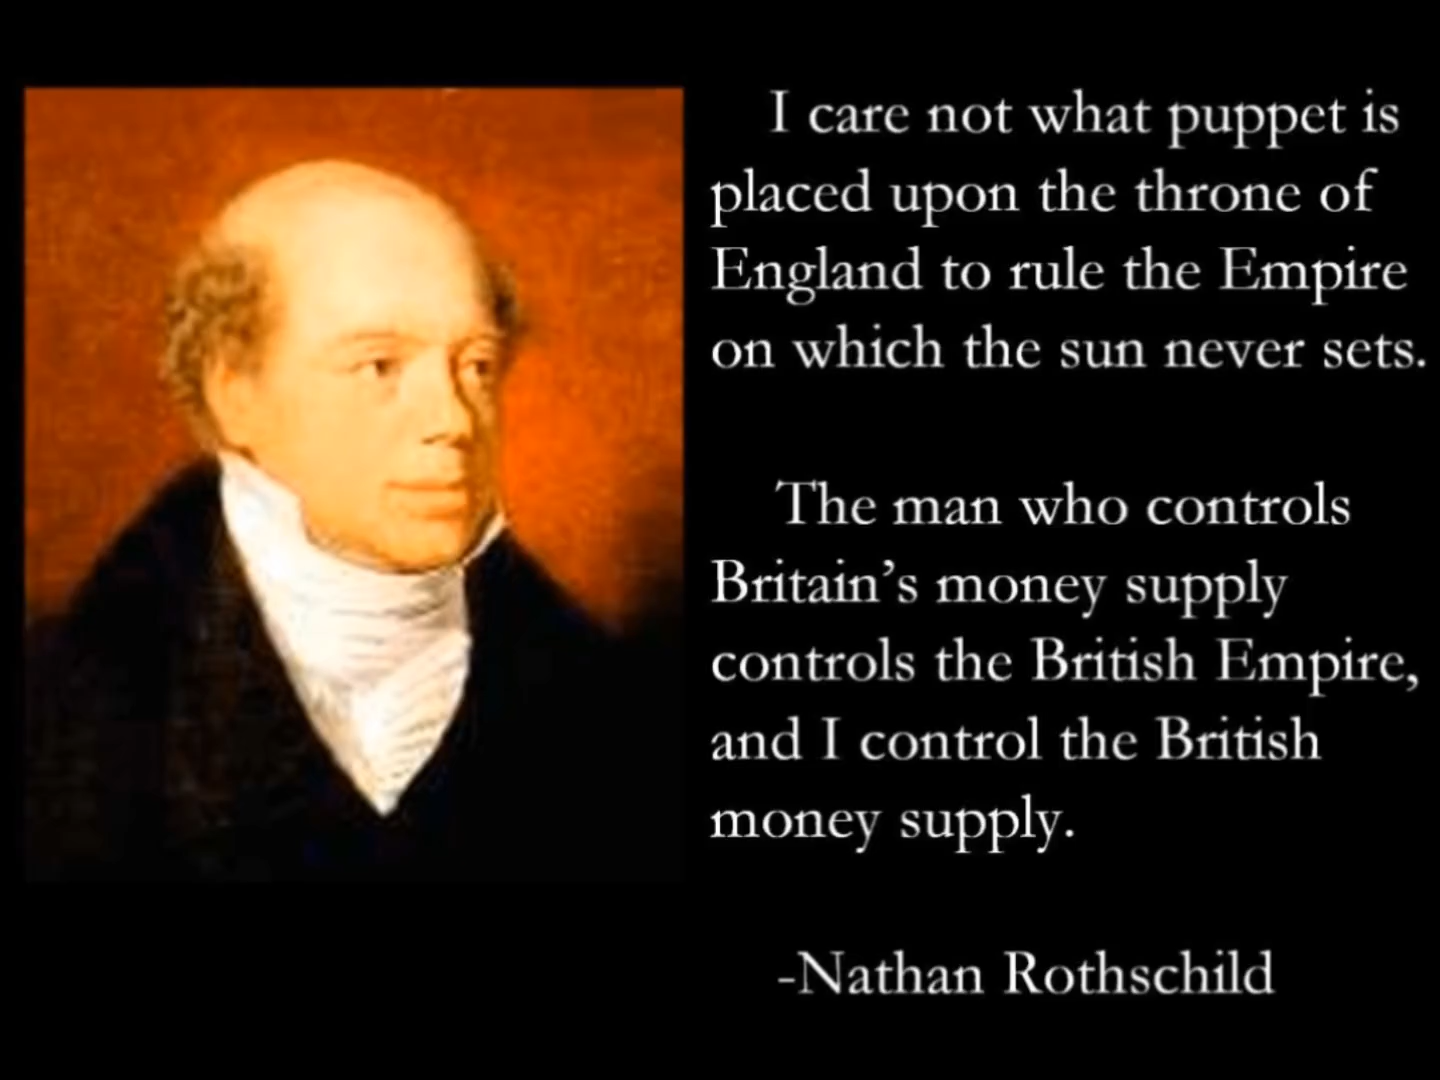 I care not what puppet is
placed upon the throne of
England to rule the Empire
on which the sun never sets.
The man who controls
Britain’s money supply
controls the British Empire,
and I control the British
money supply.
-Nathan Rothschild